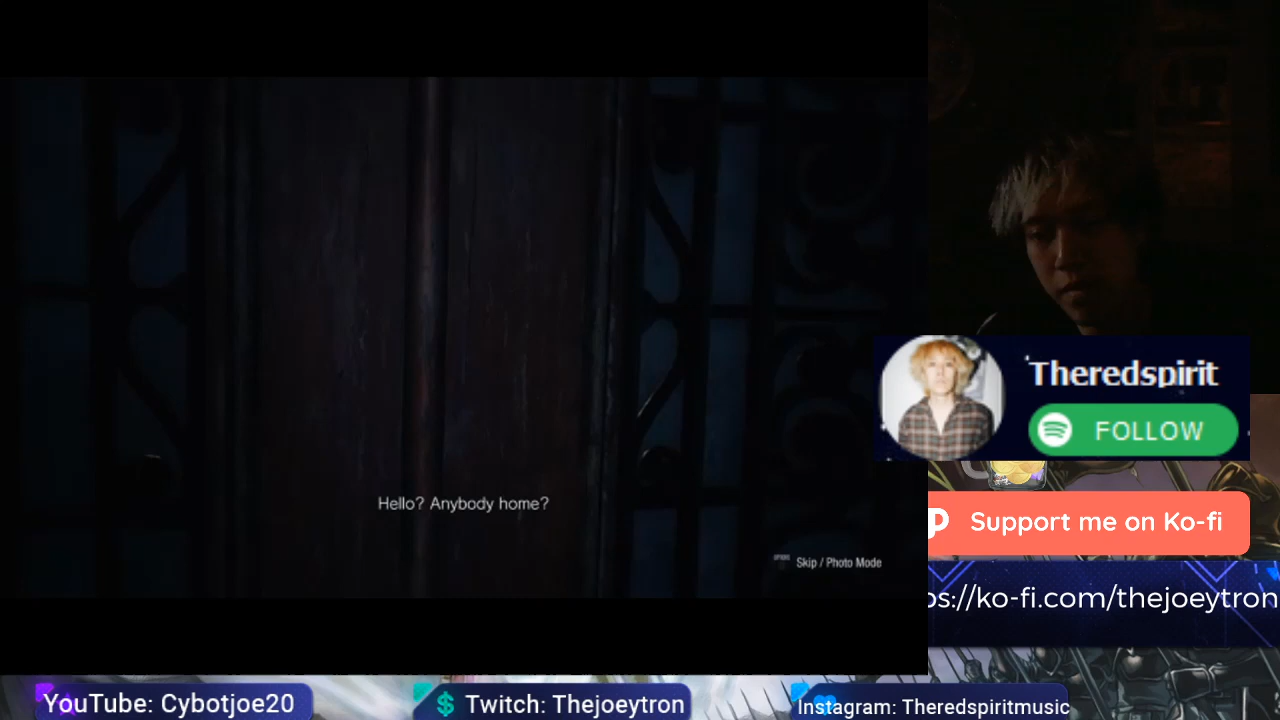 Hello? Anybody home?
Skip / Photo Mode
Theredspirit
FOLLOW
Support me on Ko-fi
ps://ko-fi.com/thejoeytron
YouTube: Cybotjoe20
Twitch: Thejoeytron
Instagram: Theredspiritmusic